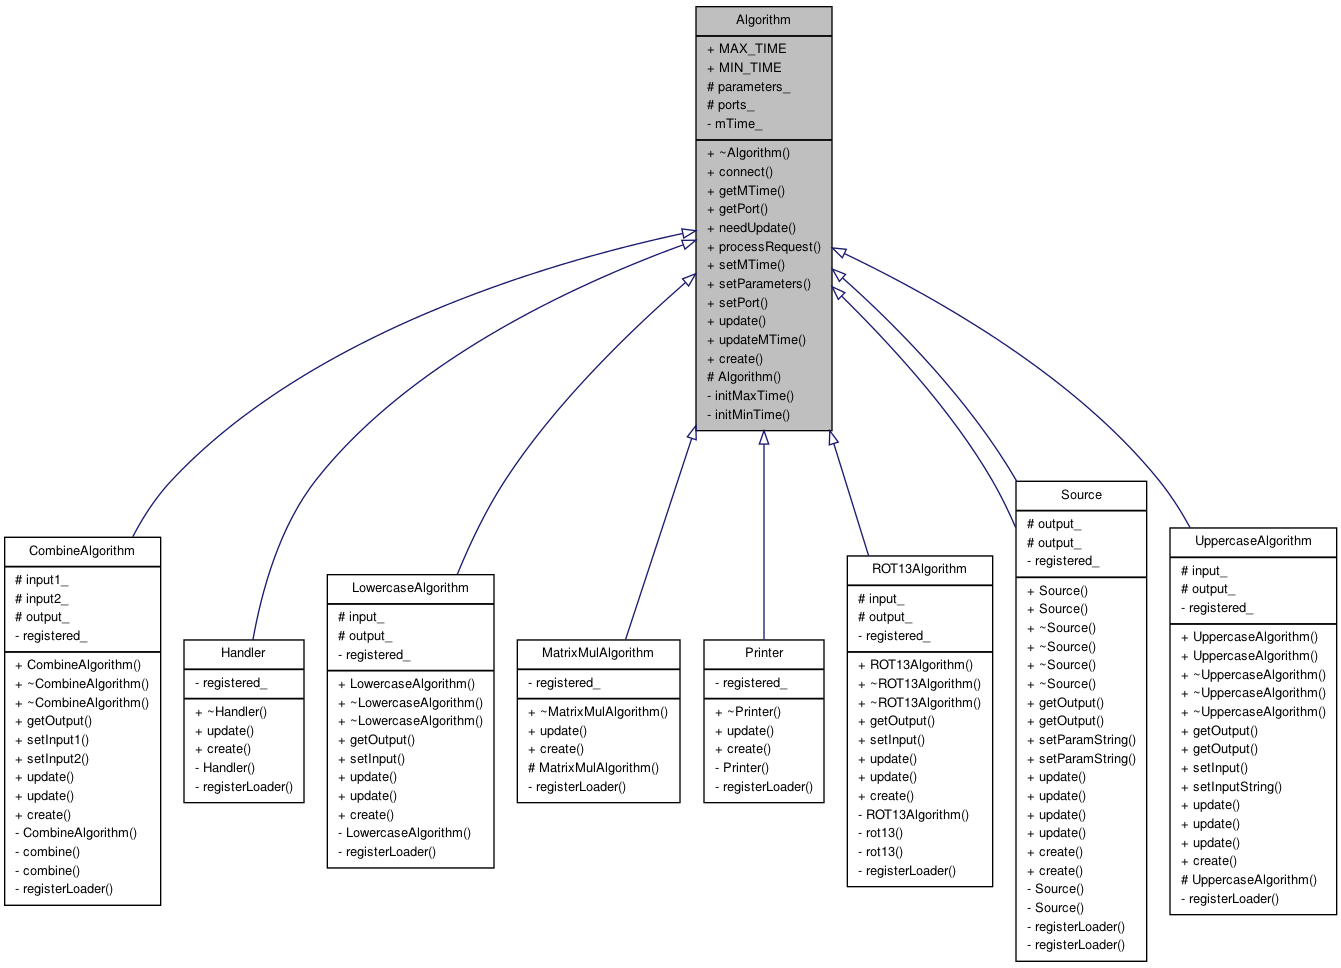 Algorithm
+ MAX_TIME
+ MIN_TIME
# parameters_
# ports_
- mTime_
+ ~Algorithm()
+ connect()
+ getMTime()
+ getPort()
+ needUpdate()
+ processRequest()
+ setMTime()
+ setParameters()
+ setPort()
+ update()
+ updateMTime()
+ create()
# Algorithm()
- initMaxTime()
- initMinTime()
CombineAlgorithm
# input1_
# input2_
# output_
- registered_
+ CombineAlgorithm()
+ ~CombineAlgorithm()
+ ~CombineAlgorithm()
+ getOutput()
+ setInput1()
+ setInput2()
+ update()
+ update()
+ create()
- CombineAlgorithm()
- combine()
- combine()
- registerLoader()
Handler
- registered_
+ ~Handler()
+ update()
+ create()
- Handler()
- registerLoader()
LowercaseAlgorithm
# input_
# output_
- registered_
+ LowercaseAlgorithm()
+ ~LowercaseAlgorithm()
+ ~LowercaseAlgorithm()
+ getOutput()
+ setInput()
+ update()
+ update()
+ create()
- LowercaseAlgorithm()
- registerLoader()
MatrixMulAlgorithm
- registered_
+ ~MatrixMulAlgorithm()
+ update()
+ create()
# MatrixMulAlgorithm()
- registerLoader()
Printer
- registered_
+ ~Printer()
+ update()
+ create()
- Printer()
- registerLoader()
ROT13Algorithm
# input_
# output_
- registered_
+ ROT13Algorithm()
+ ~ROT13Algorithm()
+ ~ROT13Algorithm()
+ getOutput()
+ setInput()
+ update()
+ update()
+ create()
- ROT13Algorithm()
- rot13()
- rot13()
- registerLoader()
Source
# output_
# output_
- registered_
+ Source()
+ Source()
+ ~Source()
+ ~Source()
+ ~Source()
+ ~Source()
+ getOutput()
+ getOutput()
+ setParamString()
+ setParamString()
+ update()
+ update()
+ update()
+ update()
+ create()
+ create()
- Source()
- Source()
- registerLoader()
- registerLoader()
UppercaseAlgorithm
# input_
# output_
- registered_
+ UppercaseAlgorithm()
+ UppercaseAlgorithm()
+ ~UppercaseAlgorithm()
+ ~UppercaseAlgorithm()
+ ~UppercaseAlgorithm()
+ getOutput()
+ getOutput()
+ setInput()
+ setInputString()
+ update()
+ update()
+ update()
+ create()
# UppercaseAlgorithm()
- registerLoader()